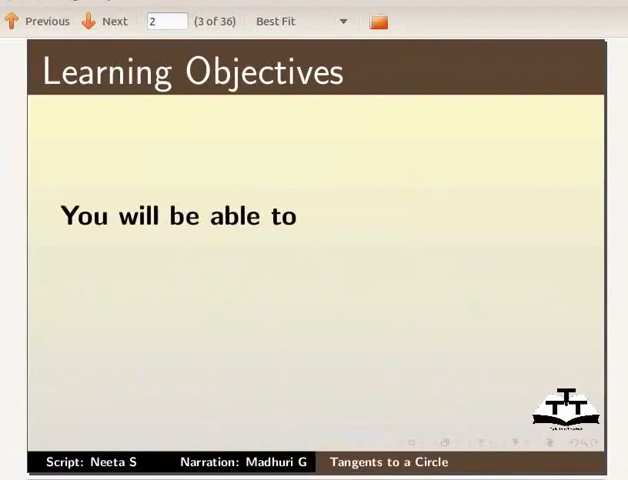 Previous Next 2 (3 of 36) Best Fit
Learning Objectives
You will be able to
TTT
Script: Neeta S Narration: Madhuri G Tangents to a Circle